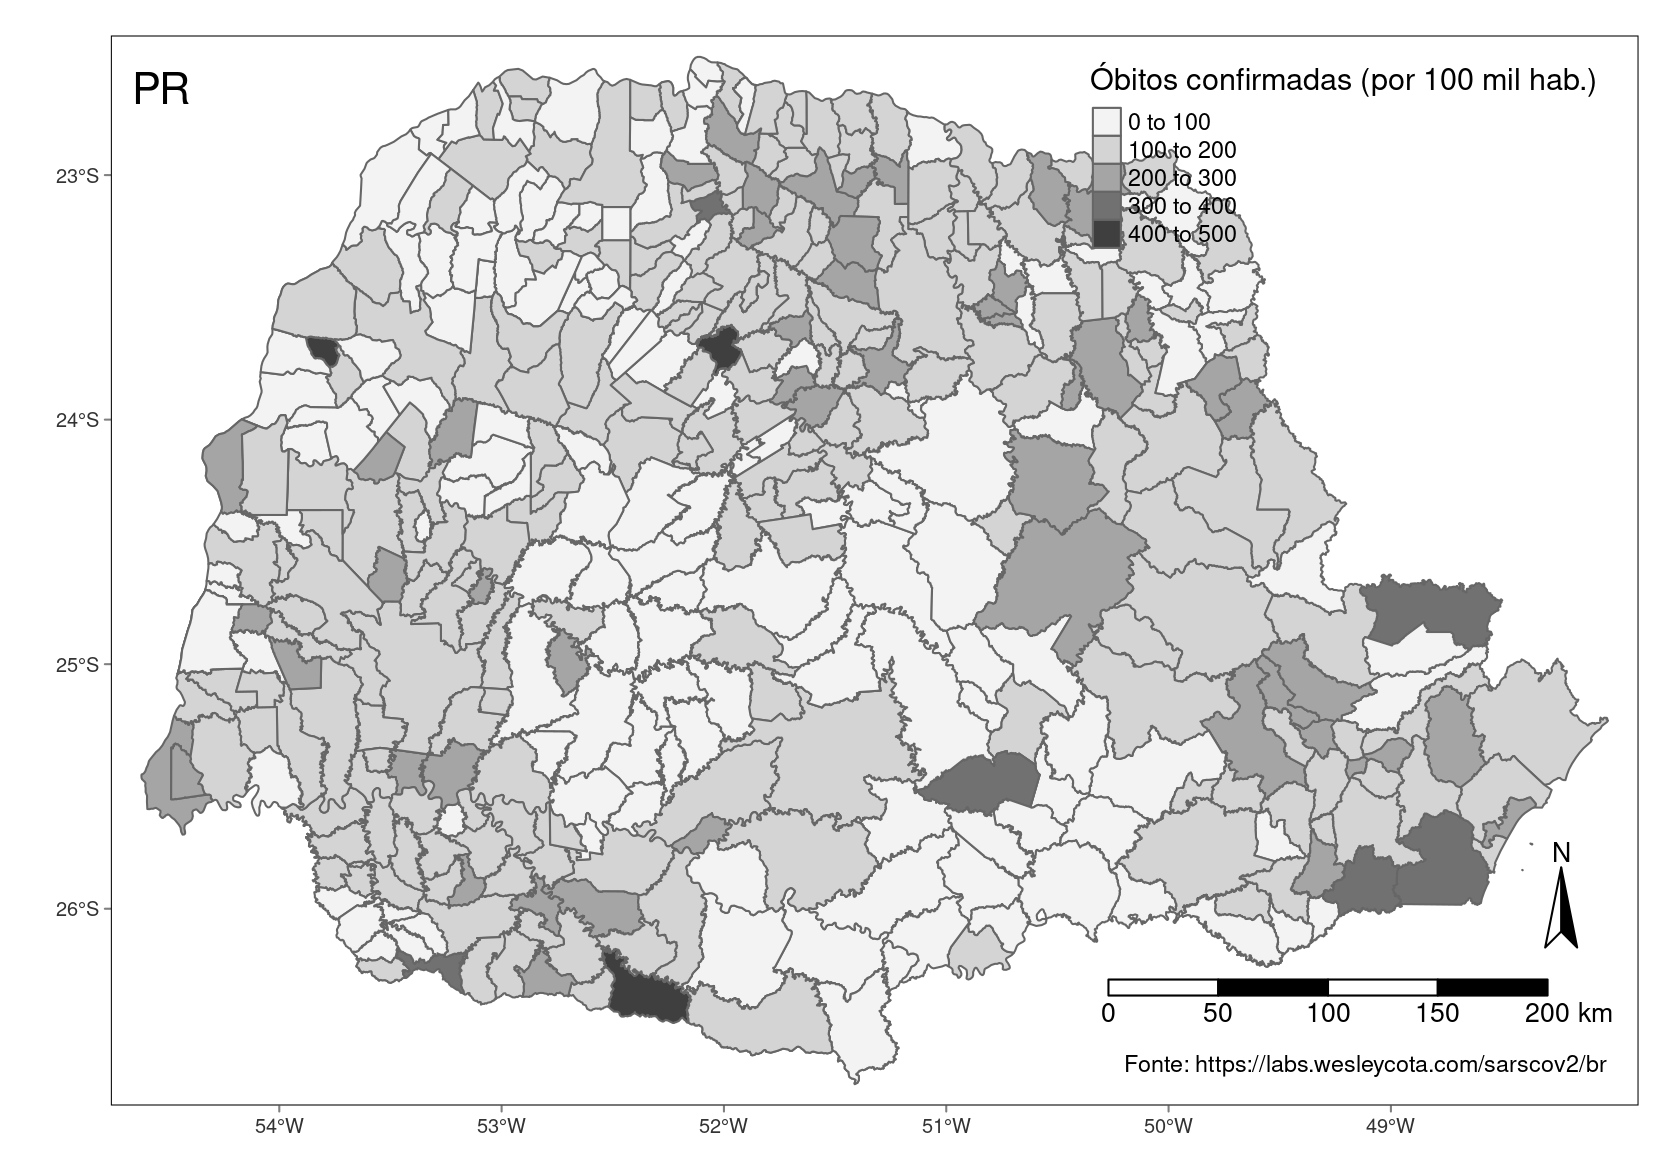 PR
Óbitos confirmadas (por 100 mil hab.)
0 to 100
100 to 200
200 to 300
300 to 400
400 to 500
23°S
24°S
25°S
26°S
N
0 50 100 150 200 km
Fonte: https://labs.wesleycota.com/sarscov2/br
54°W 53°W 52°W 51°W 50°W 49°W